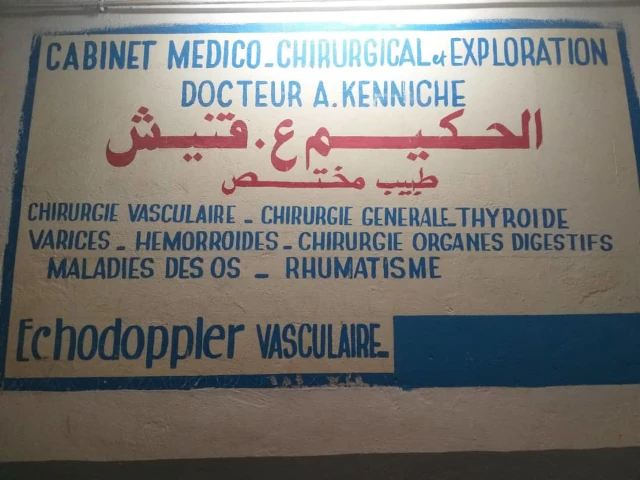 CABINET MEDICO_CHIRURGICAL et EXPLORATION
DOCTEUR A.KENNICHE
الحكيم ع. قنيش
طبيب مختص
CHIRURGIE VASCULAIRE _ CHIRURGIE GENERALE_THYROIDE
VARICES _ HEMORROIDES _ CHIRURGIE ORGANES DIGESTIFS
MALADIES DES OS _ RHUMATISME
Echodoppler VASCULAIRE_